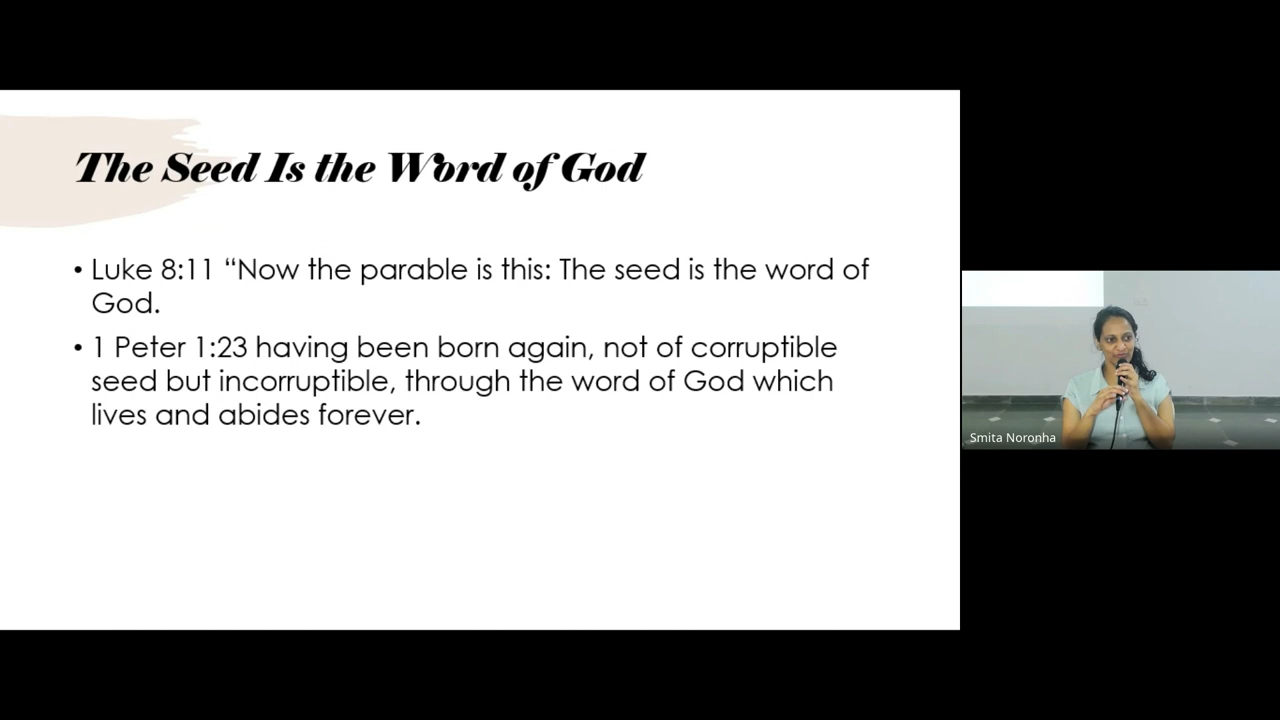 The Seed Is the Word of God
• Luke 8:11 “Now the parable is this: The seed is the word of
God.
• 1 Peter 1:23 having been born again, not of corruptible
seed but incorruptible, through the word of God which
lives and abides forever.
Smita Noronha